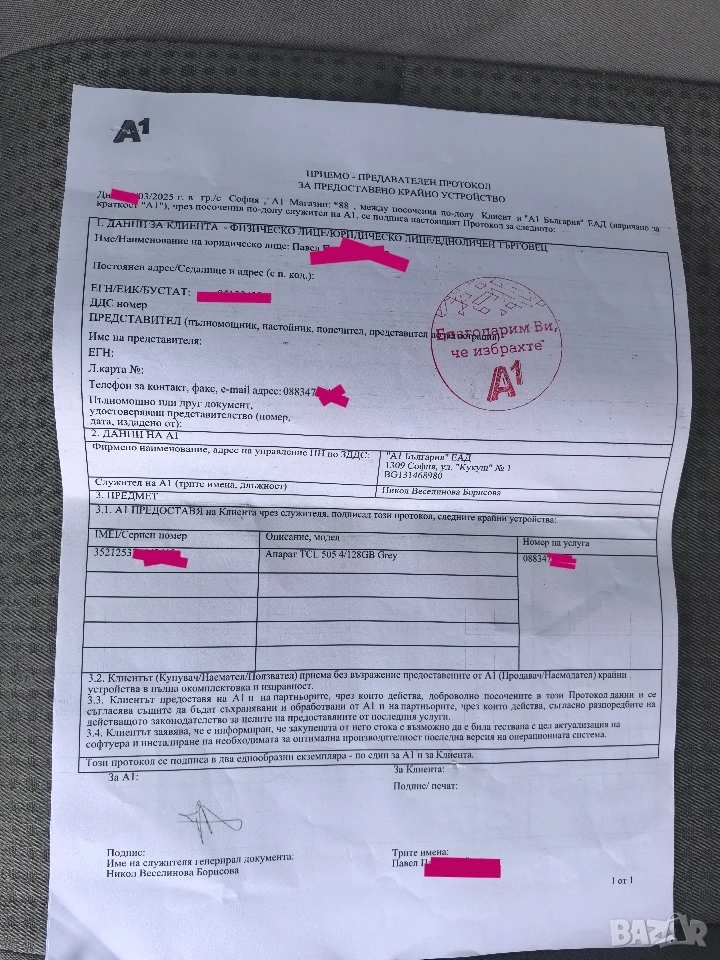 A1
ПРИЕМО - ПРЕДАВАТЕЛЕН ПРОТОКОЛ
ЗА ПРЕДОСТАВЕНО КРАЙНО УСТРОЙСТВО
/03/2025 г. в гр./с София , А1 Магазин: *88 , между посочения по-долу Клиент и "А1 България" ЕАД (наричано за
краткост "А1"), чрез посочения по-долу служител на А1, се подписа настоящият Протокол за следното:
1. ДАННИ ЗА КЛИЕНТА - ФИЗИЧЕСКО ЛИЦЕ/ЮРИДИЧЕСКО ЛИЦЕ/ЕДНОЛИЧЕН ТЪРГОВЕЦ
Име/Наименование на юридическо лице: Павел
Постоянен адрес/Седалище и адрес (с п. код.):
ЕГН/ЕИК/БУСТАТ:
ДДС номер
ПРЕДСТАВИТЕЛ (пълномощник, настойник, попечител, представител
Име на представителя:
ЕГН:
Л.карта №:
Телефон за контакт, факс, e-mail адрес: 08834
Пълномощно или друг документ,
удостоверяващ представителство (номер,
дата, издадено от):
Благодарим Ви,
че избрахте
A1
2. ДАННИ НА А1
Фирмено наименование, адрес на управление ИН по ЗДДС:
"А1 България" ЕАД
1309 София, ул. "Кукуш" № 1
BG131468980
Служител на А1 (трите имена, длъжност)
Никол Веселинова Борисова
3. ПРЕДМЕТ
3.1. А1 ПРЕДОСТАВЯ на Клиента чрез служителя, подписал този протокол, следните крайни устройства:
IMEI/Сериен номер
Описание, модел
Номер на услуга
3521253
Апарат TCL 505 4/128GB Grey
08834
3.2. Клиентът (Купувач/Наемател/Ползвател) приема без възражение предоставените от А1 (Продавач/Наемодател) крайни
устройства в пълна окомплектовка и изправност.
3.3. Клиентът предоставя на А1 и на партньорите, чрез които действа, доброволно посочените в този Протокол данни и се
съгласява същите да бъдат съхранявани и обработвани от А1 и на партньорите, чрез които действа, съгласно разпоредбите на
действащото законодателство за целите на предоставяните от последния услуги.
3.4. Клиентът заявява, че е информиран, че закупената от него стока е възможно да е била тествана с цел актуализация на
софтуера и инсталиране на необходимата за оптимална производителност последна версия на операционната система.
Този протокол се подписа в два еднообразни екземпляра - по един за А1 и за Клиента.
За А1:
За Клиента:
Подпис/ печат:
Подпис:
Име на служителя генерирал документа:
Никол Веселинова Борисова
Трите имена:
Павел П
1 от 1
BAZAR